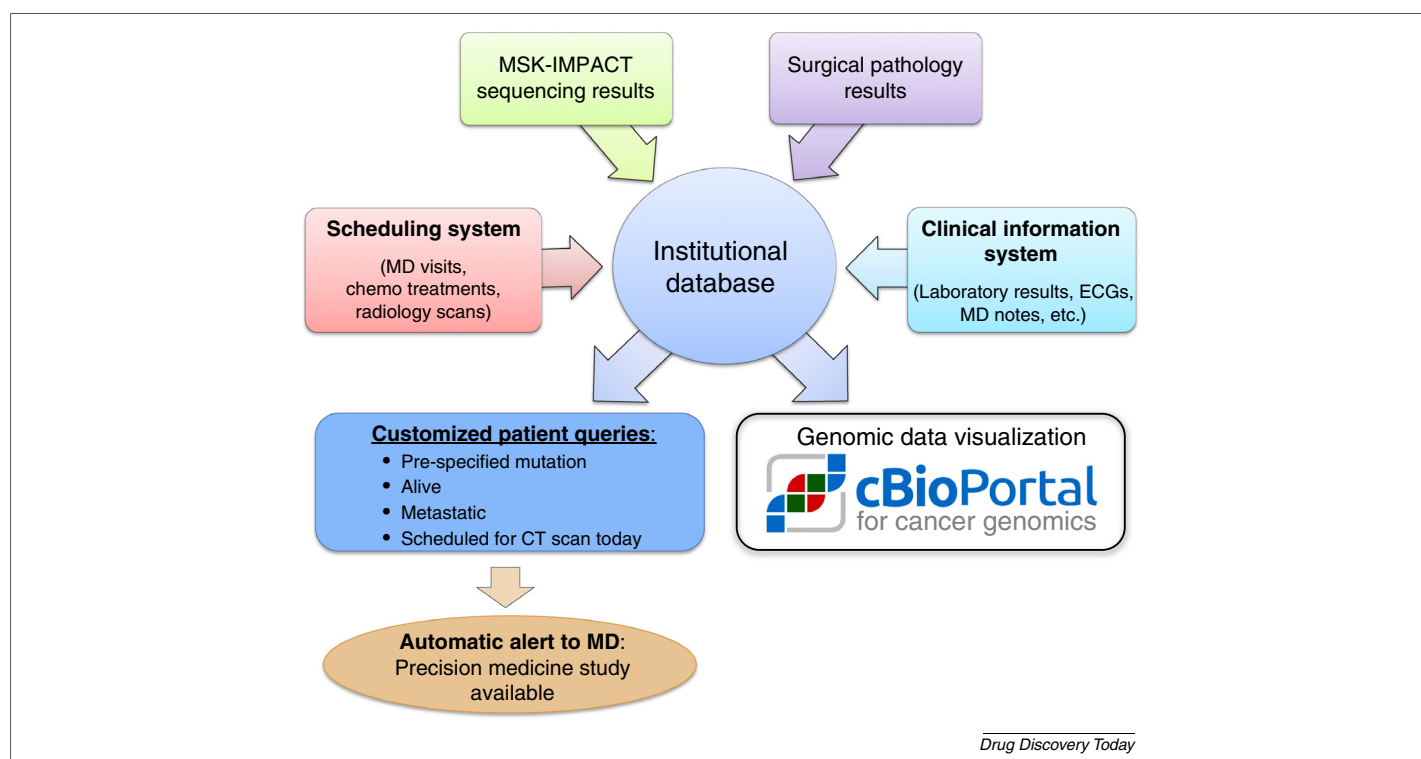 MSK-IMPACT
sequencing results
Surgical pathology
results
Scheduling system
(MD visits,
chemo treatments,
radiology scans)
Institutional
database
Clinical information
system
(Laboratory results, ECGs,
MD notes, etc.)
Customized patient queries:
• Pre-specified mutation
• Alive
• Metastatic
• Scheduled for CT scan today
Genomic data visualization
cBioPortal
for cancer genomics
Automatic alert to MD:
Precision medicine study
available
Drug Discovery Today